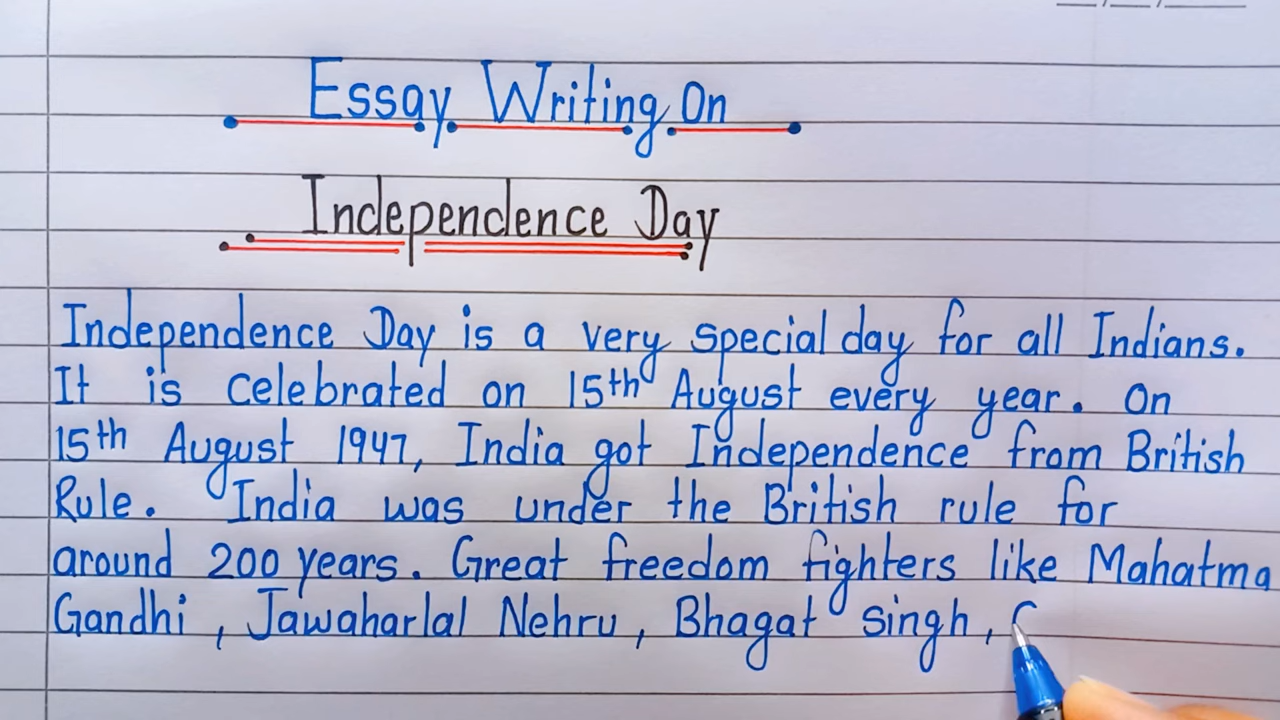 Essay Writing On
Independence Day
Independence Day is a very special day for all Indians.
It is celebrated on 15th August every year. On
15th August 1947, India got Independence from British
Rule. India was under the British rule for
around 200 years. Great freedom fighters like Mahatma
Gandhi, Jawaharlal Nehru, Bhagat Singh,